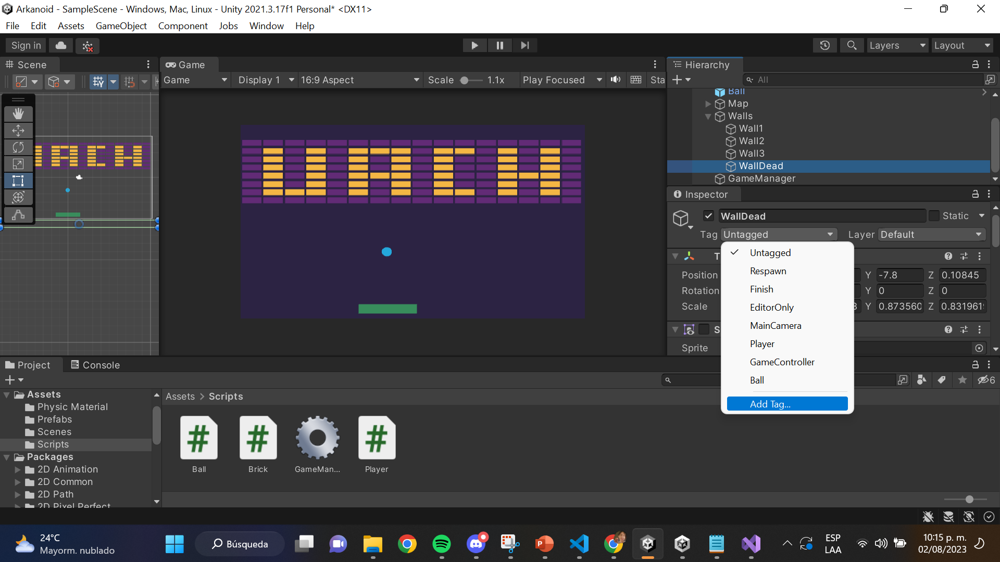 Arkanoid - SampleScene - Windows, Mac, Linux - Unity 2021.3.17f1 Personal* <DX11>
File Edit Assets GameObject Component Jobs Window Help
Sign in
Layers
Layout
Scene
Game
Hierarchy
Game
Display 1
16:9 Aspect
Scale
1.1x
Play Focused
Sta
All
Ball
Map
Walls
Wall1
Wall2
Wall3
WallDead
GameManager
Inspector
WallDead
Static
Tag Untagged
Layer Default
T
Position
Y -7.8
Z 0.10845
Rotation
Y 0
Z 0
Scale
Y 0.873560
Z 0.831961
S
Sprite
Untagged
Respawn
Finish
EditorOnly
MainCamera
Player
GameController
Ball
Add Tag...
Project
Console
6
Assets
Physic Material
Prefabs
Scenes
Scripts
Packages
2D Animation
2D Common
2D Path
2D Pixel Perfect
Assets > Scripts
Ball
Brick
GameMan...
Player
24°C
Mayorm. nublado
Búsqueda
ESP
LAA
10:15 p. m.
02/08/2023